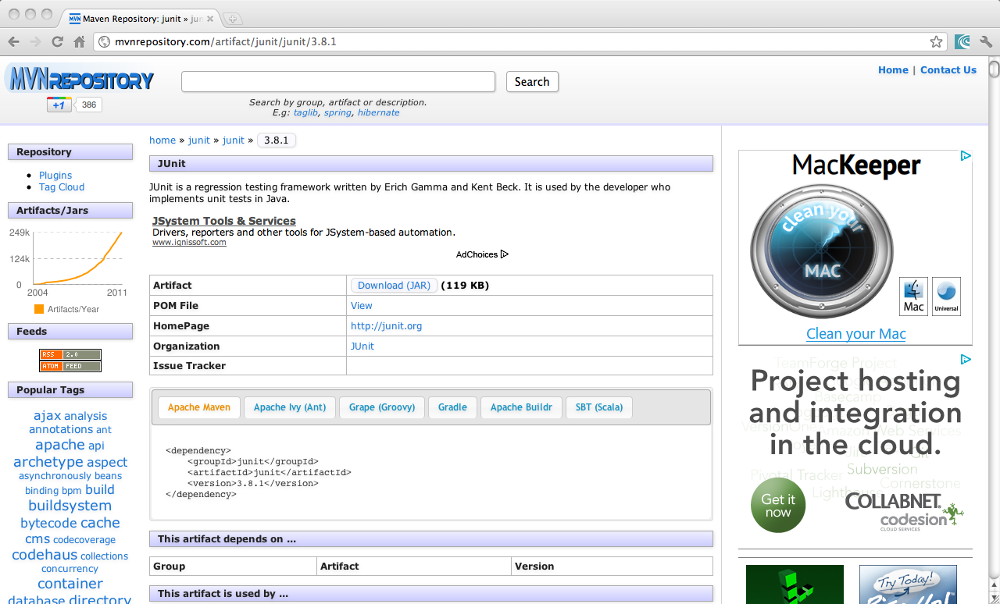 MVN Maven Repository: junit » ju
mvnrepository.com/artifact/junit/junit/3.8.1
MVNREPOSITORY
Search
Home | Contact Us
+1 386
Search by group, artifact or description.
E.g: taglib, spring, hibernate
Repository
Plugins
Tag Cloud
Artifacts/Jars
249k
124k
0
2004 2011
Artifacts/Year
Feeds
RSS 2.0
ATOM FEED
Popular Tags
ajax analysis
annotations ant
apache api
archetype aspect
asynchronously beans
binding bpm build
buildsystem
bytecode cache
cms codecoverage
codehaus collections
concurrency
container
database directory
home » junit » junit » 3.8.1
JUnit
JUnit is a regression testing framework written by Erich Gamma and Kent Beck. It is used by the developer who
implements unit tests in Java.
JSystem Tools & Services
Drivers, reporters and other tools for JSystem-based automation.
www.ignissoft.com
AdChoices
Artifact Download (JAR) (119 KB)
POM File View
HomePage http://junit.org
Organization JUnit
Issue Tracker
Apache Maven Apache Ivy (Ant) Grape (Groovy) Gradle Apache Buildr SBT (Scala)
<dependency>
<groupId>junit</groupId>
<artifactId>junit</artifactId>
<version>3.8.1</version>
</dependency>
This artifact depends on ...
Group Artifact Version
This artifact is used by ...
MacKeeper
clean your
MAC
Mac Universal
Clean your Mac
TeamForge Project
Project hosting
Basecamp
and integration
VersionOne Amazon Web Services
in the cloud.
Git
Subversion
Pivotal Tracker
Cornerstone
Lighthouse
Get it
now
COLLABNET
codesion
CLOUD SERVICES
Try Today!